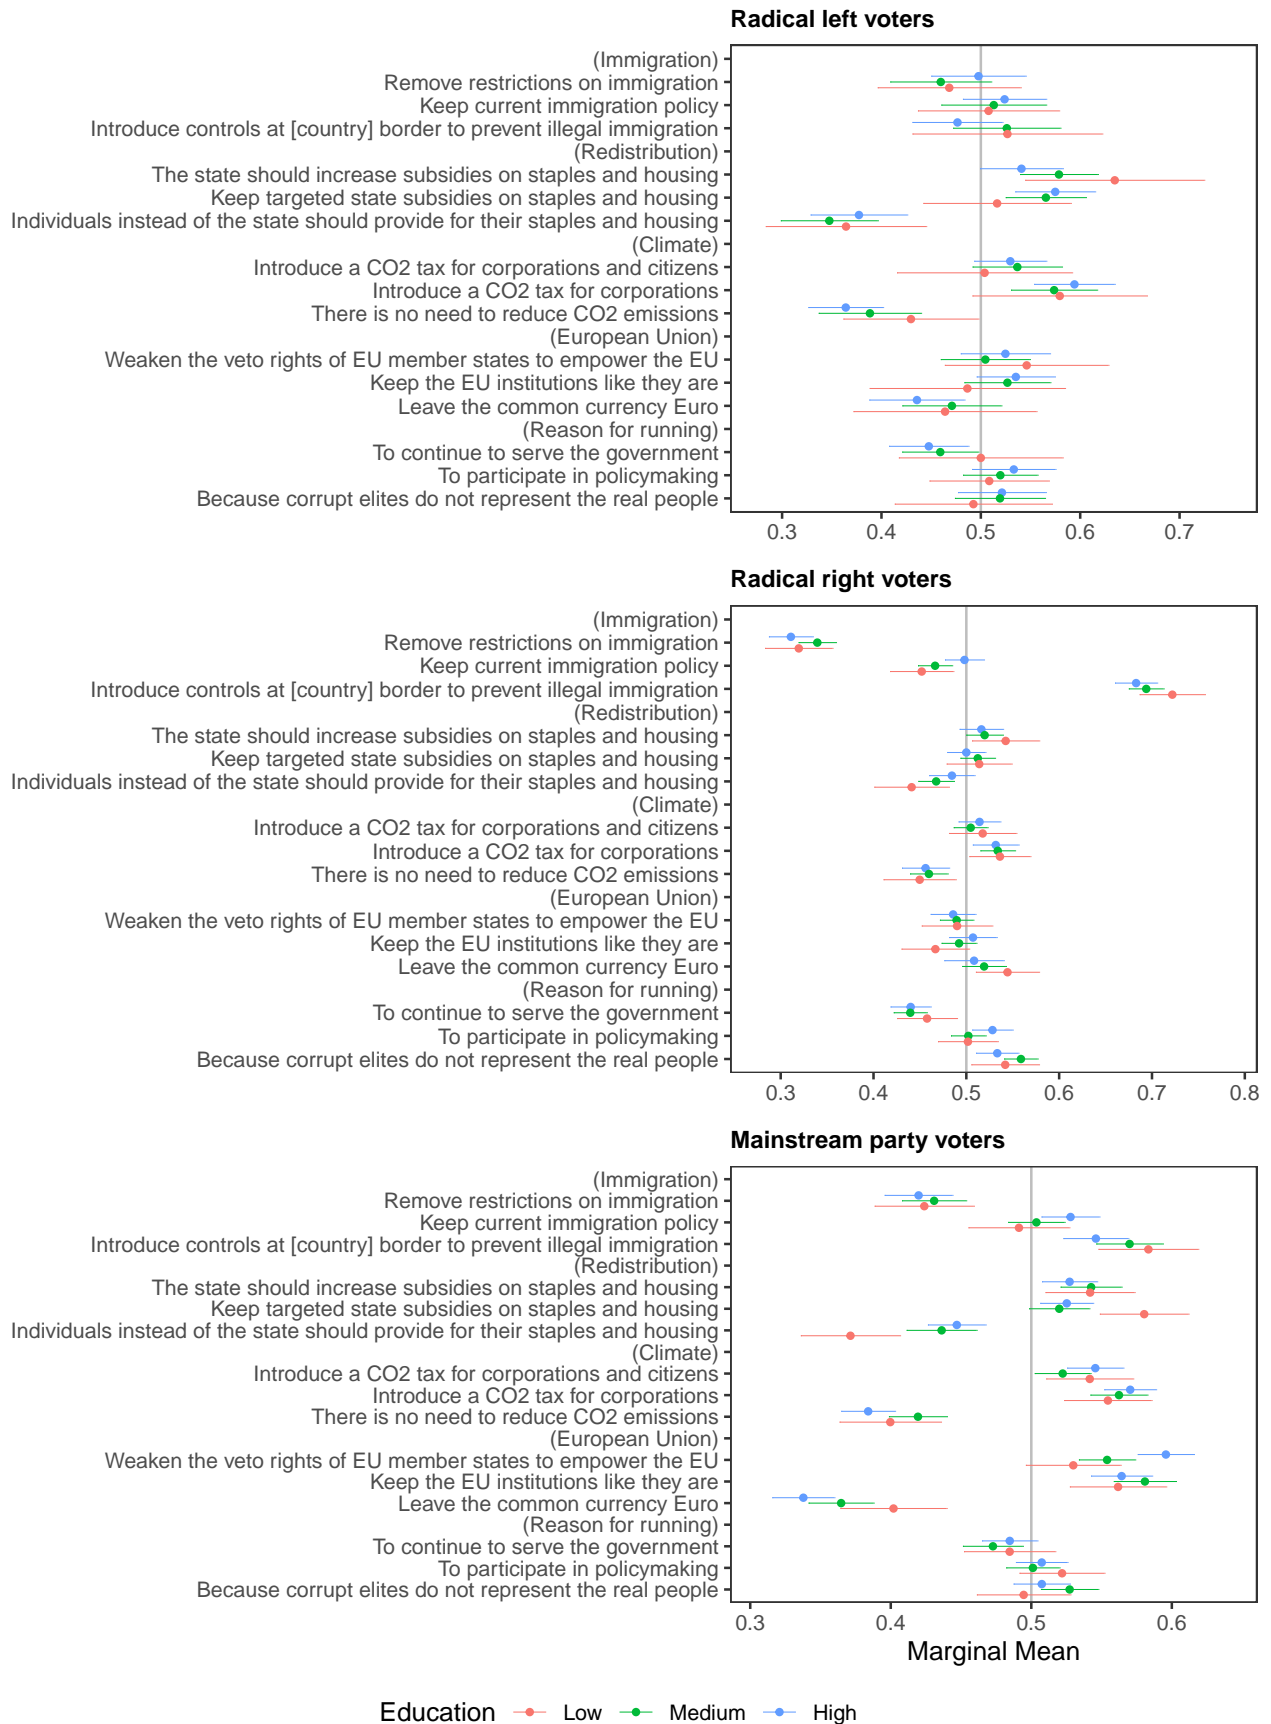 Radical left voters
(Immigration)
Remove restrictions on immigration
Keep current immigration policy
Introduce controls at [country] border to prevent illegal immigration
(Redistribution)
The state should increase subsidies on staples and housing
Keep targeted state subsidies on staples and housing
Individuals instead of the state should provide for their staples and housing
(Climate)
Introduce a CO2 tax for corporations and citizens
Introduce a CO2 tax for corporations
There is no need to reduce CO2 emissions
(European Union)
Weaken the veto rights of EU member states to empower the EU
Keep the EU institutions like they are
Leave the common currency Euro
(Reason for running)
To continue to serve the government
To participate in policymaking
Because corrupt elites do not represent the real people
0.3 0.4 0.5 0.6 0.7
Radical right voters
(Immigration)
Remove restrictions on immigration
Keep current immigration policy
Introduce controls at [country] border to prevent illegal immigration
(Redistribution)
The state should increase subsidies on staples and housing
Keep targeted state subsidies on staples and housing
Individuals instead of the state should provide for their staples and housing
(Climate)
Introduce a CO2 tax for corporations and citizens
Introduce a CO2 tax for corporations
There is no need to reduce CO2 emissions
(European Union)
Weaken the veto rights of EU member states to empower the EU
Keep the EU institutions like they are
Leave the common currency Euro
(Reason for running)
To continue to serve the government
To participate in policymaking
Because corrupt elites do not represent the real people
0.3 0.4 0.5 0.6 0.7 0.8
Mainstream party voters
(Immigration)
Remove restrictions on immigration
Keep current immigration policy
Introduce controls at [country] border to prevent illegal immigration
(Redistribution)
The state should increase subsidies on staples and housing
Keep targeted state subsidies on staples and housing
Individuals instead of the state should provide for their staples and housing
(Climate)
Introduce a CO2 tax for corporations and citizens
Introduce a CO2 tax for corporations
There is no need to reduce CO2 emissions
(European Union)
Weaken the veto rights of EU member states to empower the EU
Keep the EU institutions like they are
Leave the common currency Euro
(Reason for running)
To continue to serve the government
To participate in policymaking
Because corrupt elites do not represent the real people
0.3 0.4 0.5 0.6
Marginal Mean
Education Low Medium High